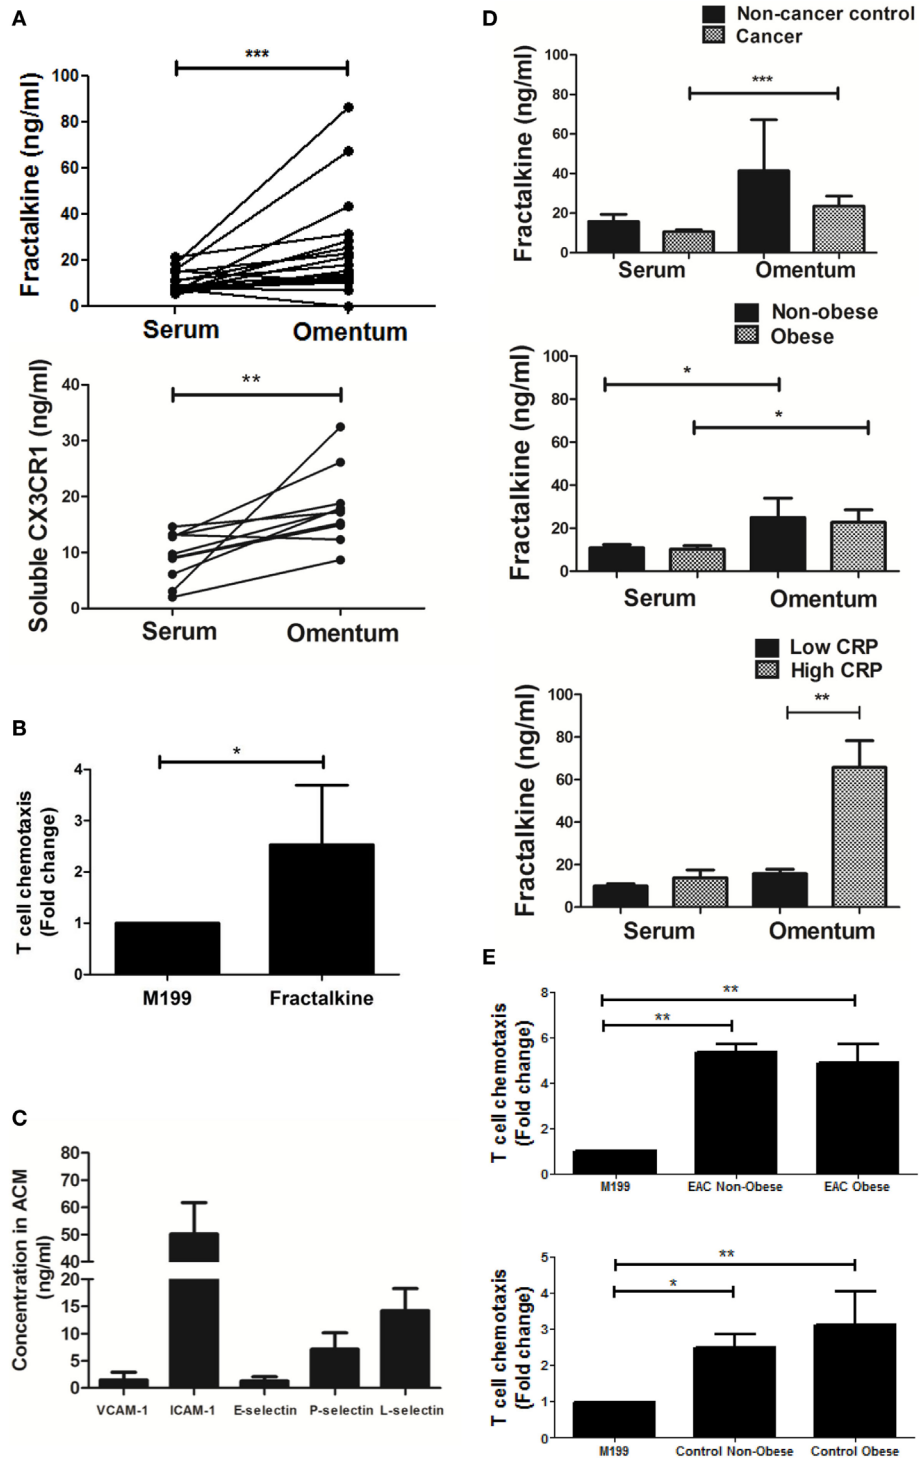 A
***
Fractalkine (ng/ml)
100
80
60
40
20
0
Serum
Omentum
**
Soluble CX3CR1 (ng/ml)
40
30
20
10
0
Serum
Omentum
B
*
T cell chemotaxis
(Fold change)
4
3
2
1
0
M199
Fractalkine
C
Concentration in ACM
(ng/ml)
80
70
60
50
40
20
15
10
5
0
VCAM-1
ICAM-1
E-selectin
P-selectin
L-selectin
D
Non-cancer control
Cancer
***
Fractalkine (ng/ml)
100
80
60
40
20
0
Serum
Omentum
Non-obese
Obese
*
*
Fractalkine (ng/ml)
100
80
60
40
20
0
Serum
Omentum
Low CRP
High CRP
**
Fractalkine (ng/ml)
100
80
60
40
20
0
Serum
Omentum
E
**
**
T cell chemotaxis
(Fold change)
8
6
4
2
0
M199
EAC Non-Obese
EAC Obese
**
*
T cell chemotaxis
(Fold change)
5
4
3
2
1
0
M199
Control Non-Obese
Control Obese